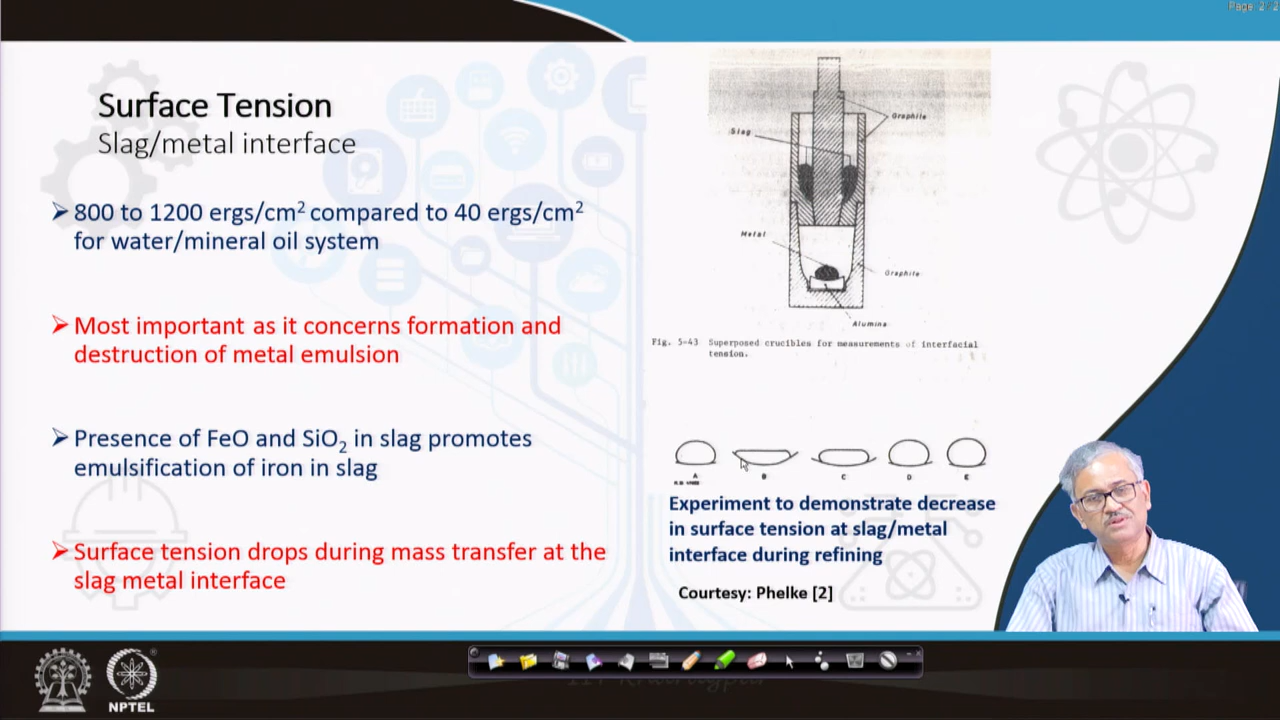 Page 2/2
Surface Tension
Slag/metal interface
➢800 to 1200 ergs/cm² compared to 40 ergs/cm²
for water/mineral oil system
➢Most important as it concerns formation and
destruction of metal emulsion
➢Presence of FeO and SiO₂ in slag promotes
emulsification of iron in slag
➢Surface tension drops during mass transfer at the
slag metal interface
Graphite
Slag
Metal
Graphite
Alumina
Fig. 5-43 Superposed crucibles for measurements of interfacial
tension.
A B C D E
Experiment to demonstrate decrease
in surface tension at slag/metal
interface during refining
Courtesy: Phelke [2]
NPTEL